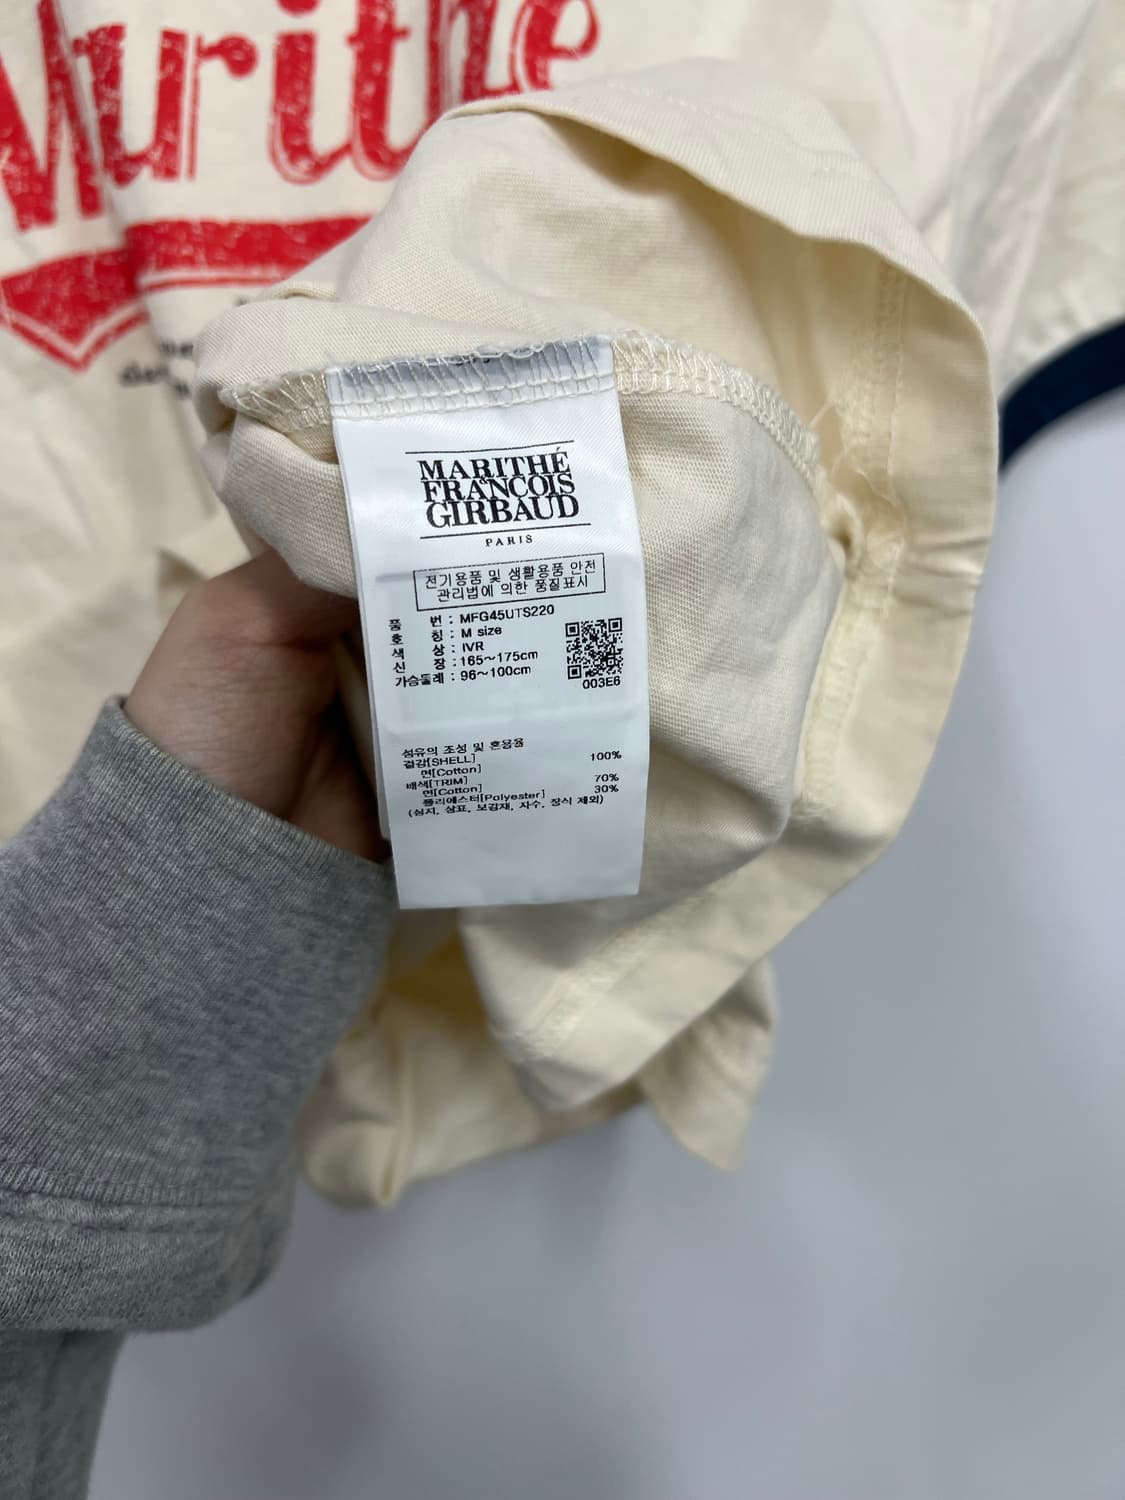 Marithe
MARITHÉ
FRANÇOIS
& GIRBAUD
PARIS
전기용품 및 생활용품 안전
관리법에 의한 품질표시
품 번 : MFG45UTS220
호 칭 : M size
색 상 : IVR
신 장 : 165~175cm
가슴둘레 : 96~100cm
003E6
섬유의 조성 및 혼용율
겉감[SHELL]
면[Cotton] 100%
배색[TRIM]
면[Cotton] 70%
폴리에스터[Polyester] 30%
(심지, 상표, 보강재, 자수, 장식 제외)